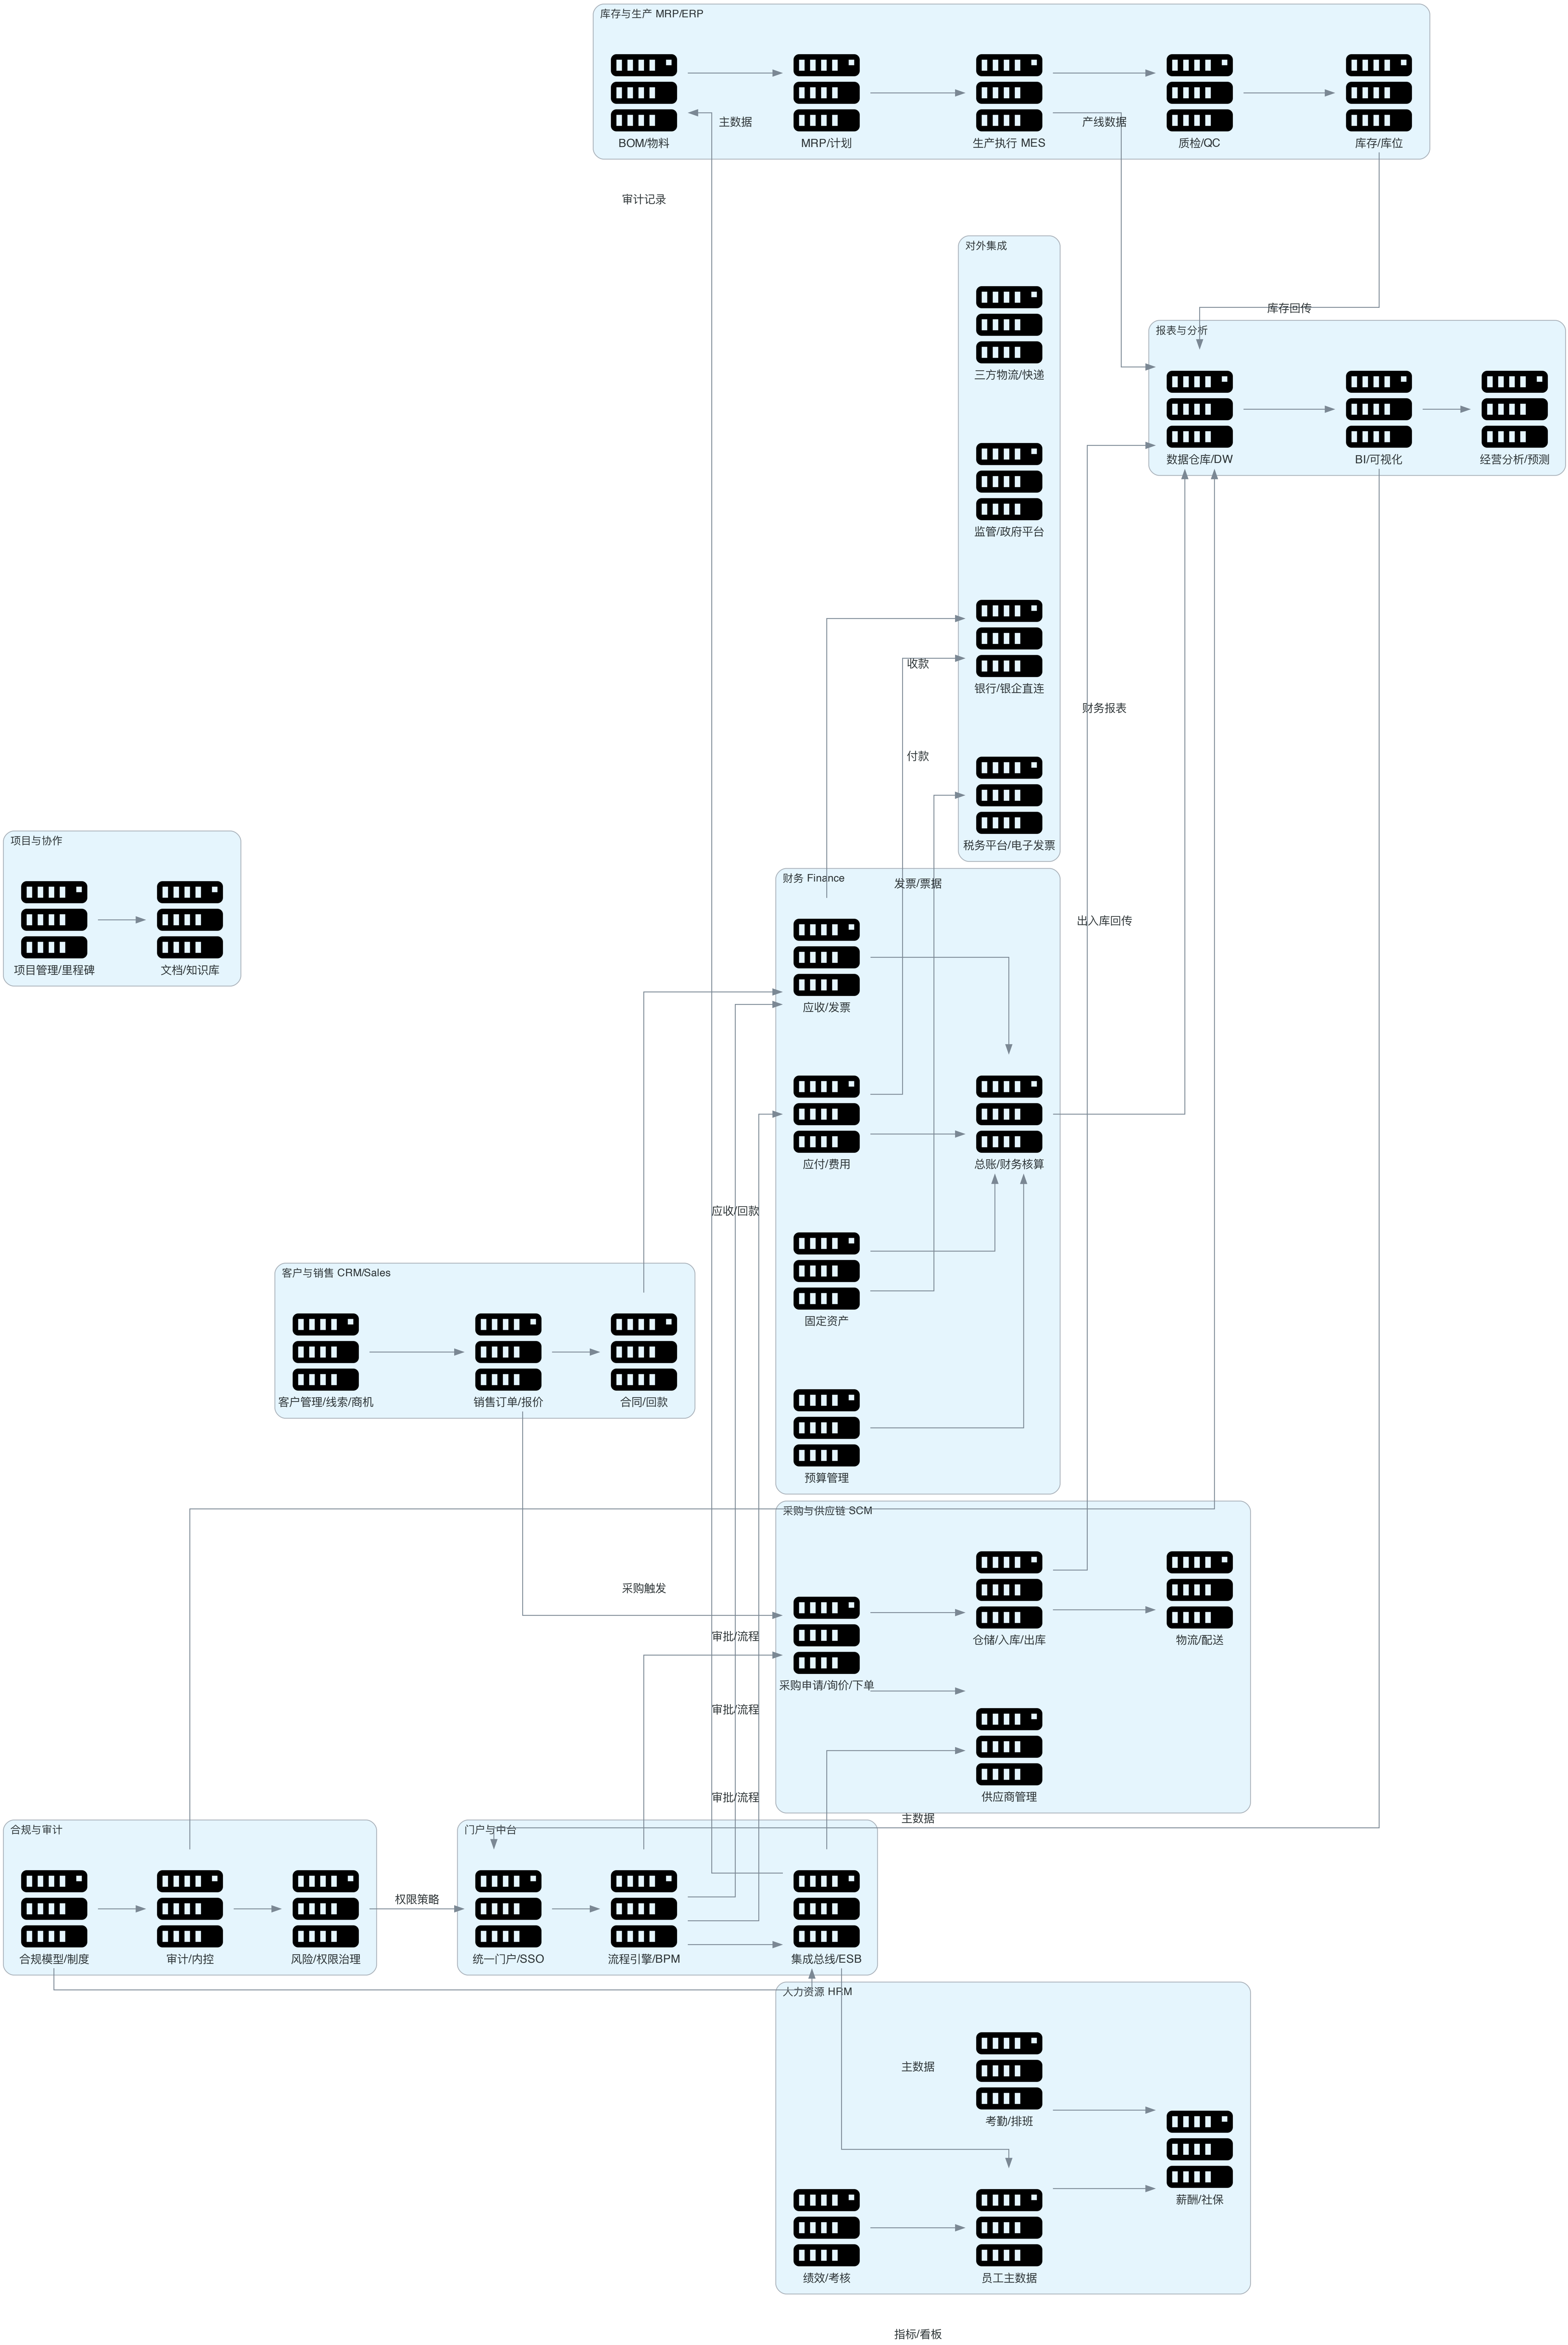 库存与生产 MRP/ERP
BOM/物料
主数据
MRP/计划
生产执行 MES
产线数据
质检/QC
库存/库位
审计记录
对外集成
三方物流/快递
监管/政府平台
银行/银企直连
税务平台/电子发票
库存回传
报表与分析
数据仓库/DW
BI/可视化
经营分析/预测
收款
付款
财务报表
发票/票据
出入库回传
项目与协作
项目管理/里程碑
文档/知识库
财务 Finance
应收/发票
应付/费用
总账/财务核算
固定资产
预算管理
应收/回款
客户与销售 CRM/Sales
客户管理/线索/商机
销售订单/报价
合同/回款
采购与供应链 SCM
采购触发
审批/流程
审批/流程
审批/流程
采购申请/询价/下单
仓储/入库/出库
物流/配送
供应商管理
主数据
合规与审计
合规模型/制度
审计/内控
风险/权限治理
权限策略
门户与中台
统一门户/SSO
流程引擎/BPM
集成总线/ESB
人力资源 HRM
主数据
考勤/排班
薪酬/社保
绩效/考核
员工主数据
指标/看板